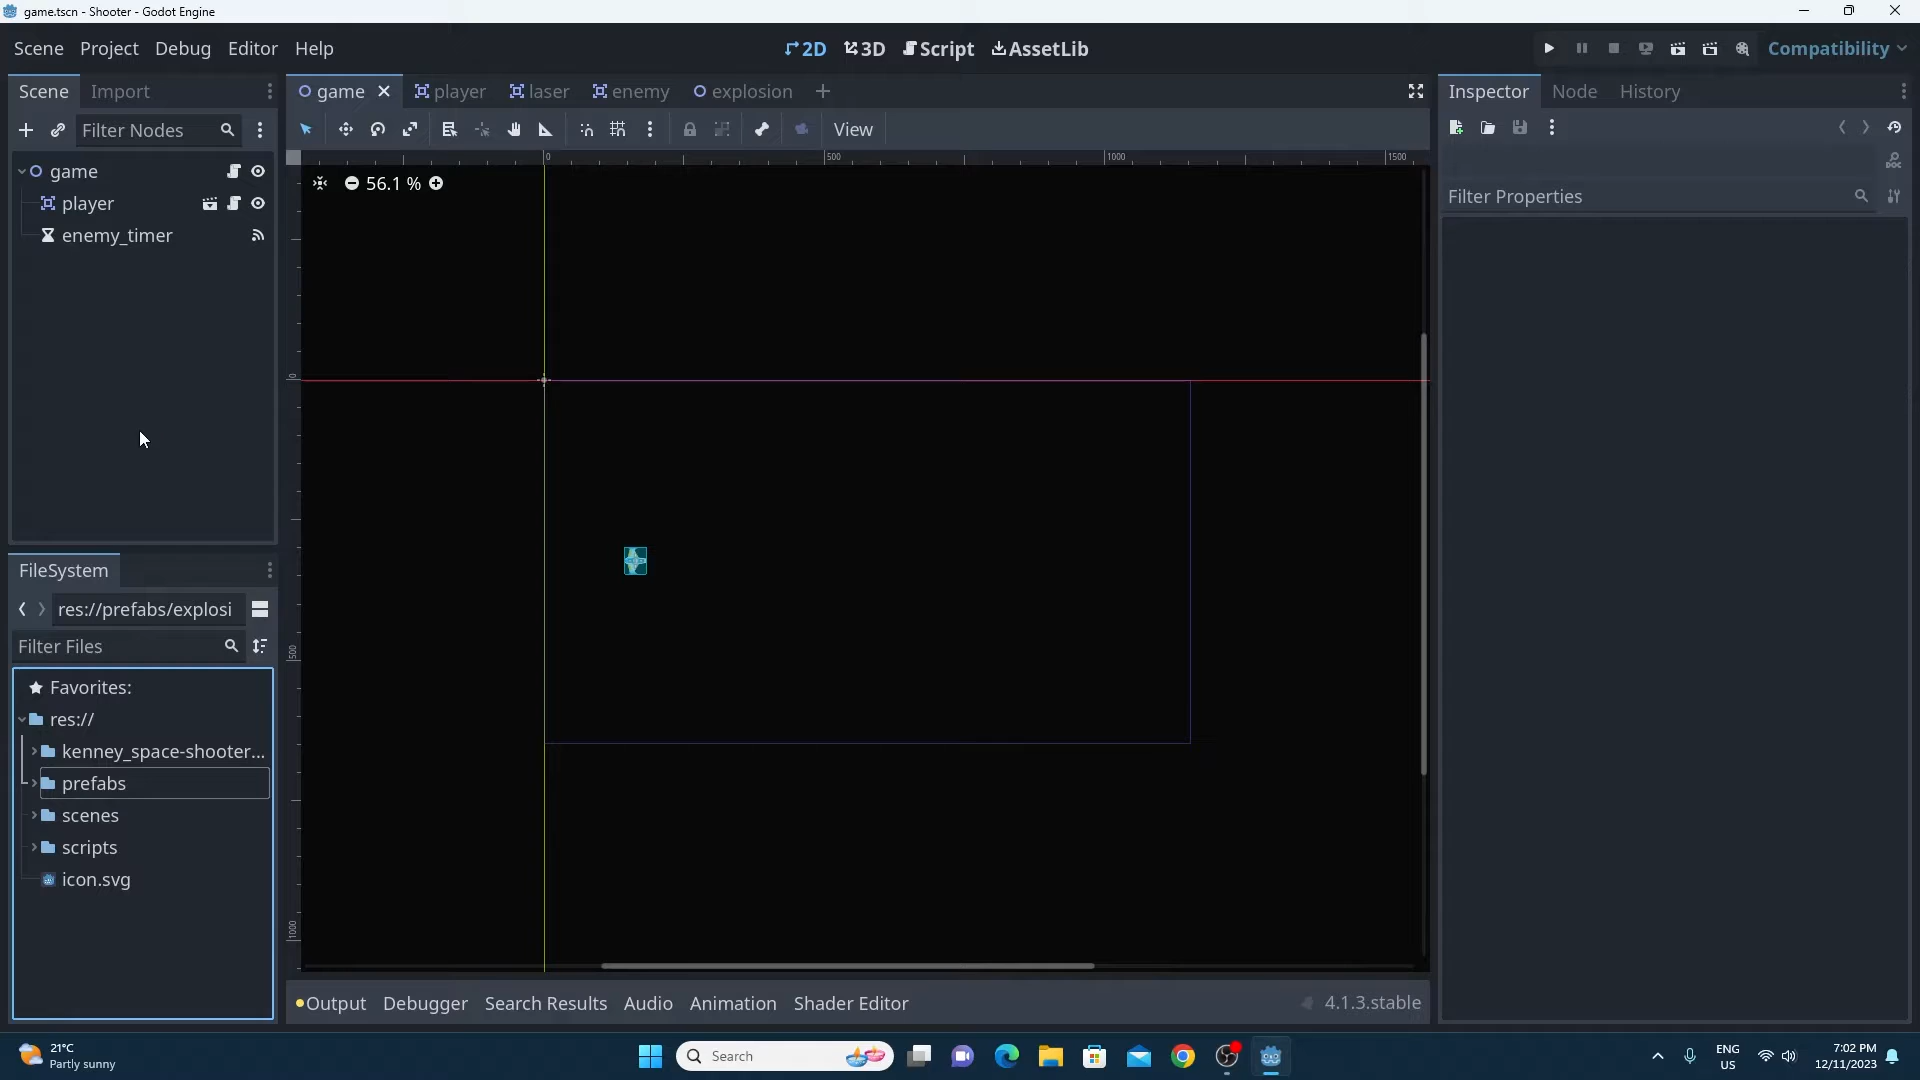 game.tscn - Shooter - Godot Engine
Scene Project Debug Editor Help
2D 3D Script AssetLib
Compatibility
Scene Import
game player laser enemy explosion
Inspector Node History
Filter Nodes
View
game
player
enemy_timer
0 500 1000 1500
56.1 %
0
500
1000
Filter Properties
FileSystem
res://prefabs/explosi
Filter Files
Favorites:
res://
kenney_space-shooter...
prefabs
scenes
scripts
icon.svg
Output Debugger Search Results Audio Animation Shader Editor
4.1.3.stable
21°C
Partly sunny
Search
ENG
US
7:02 PM
12/11/2023